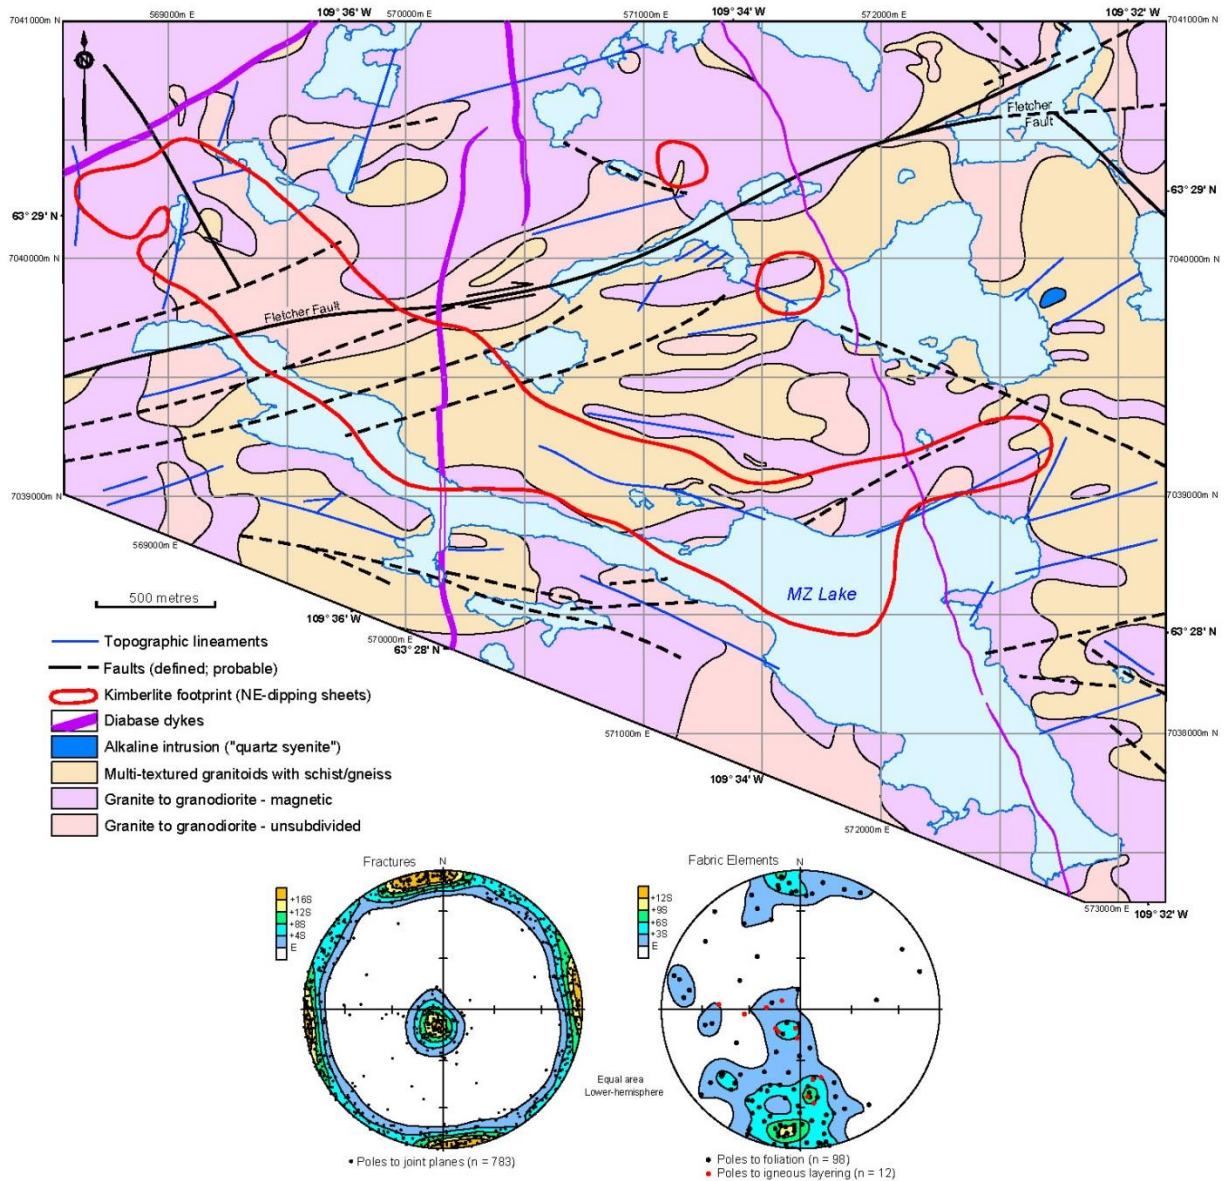 569000m E
109° 36' W
570000m E
571000m E
109° 34' W
572000m E
109° 32' W
7041000m N
7041000m N
N
Fletcher
Fault
63° 29' N
63° 29' N
7040000m N
7040000m N
Fletcher Fault
7039000m N
7039000m N
569000m E
500 metres
MZ Lake
109° 36' W
570000m E
63° 28' N
63° 28' N
Topographic lineaments
Faults (defined; probable)
Kimberlite footprint (NE-dipping sheets)
Diabase dykes
Alkaline intrusion ("quartz syenite")
Multi-textured granitoids with schist/gneiss
Granite to granodiorite - magnetic
Granite to granodiorite - unsubdivided
571000m E
7038000m N
109° 34' W
572000m E
573000m E
109° 32' W
Fractures
N
+16S
+12S
+8S
+4S
E
Fabric Elements
N
+12S
+9S
+6S
+3S
E
Equal area
Lower-hemisphere
Poles to joint planes (n = 783)
Poles to foliation (n = 98)
Poles to igneous layering (n = 12)